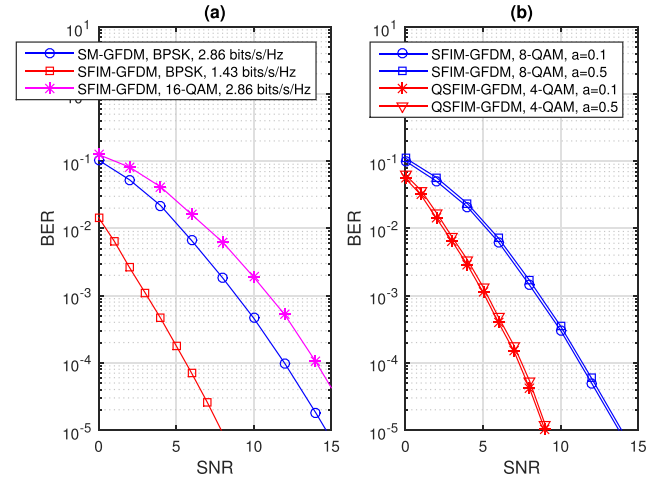 (a)
10^1
SM-GFDM, BPSK, 2.86 bits/s/Hz
SFIM-GFDM, BPSK, 1.43 bits/s/Hz
SFIM-GFDM, 16-QAM, 2.86 bits/s/Hz
10^-1
10^-2
10^-3
10^-4
10^-5
BER
0 5 10 15
SNR
(b)
10^1
SFIM-GFDM, 8-QAM, a=0.1
SFIM-GFDM, 8-QAM, a=0.5
QSFIM-GFDM, 4-QAM, a=0.1
QSFIM-GFDM, 4-QAM, a=0.5
10^-1
10^-2
10^-3
10^-4
10^-5
BER
0 5 10 15
SNR